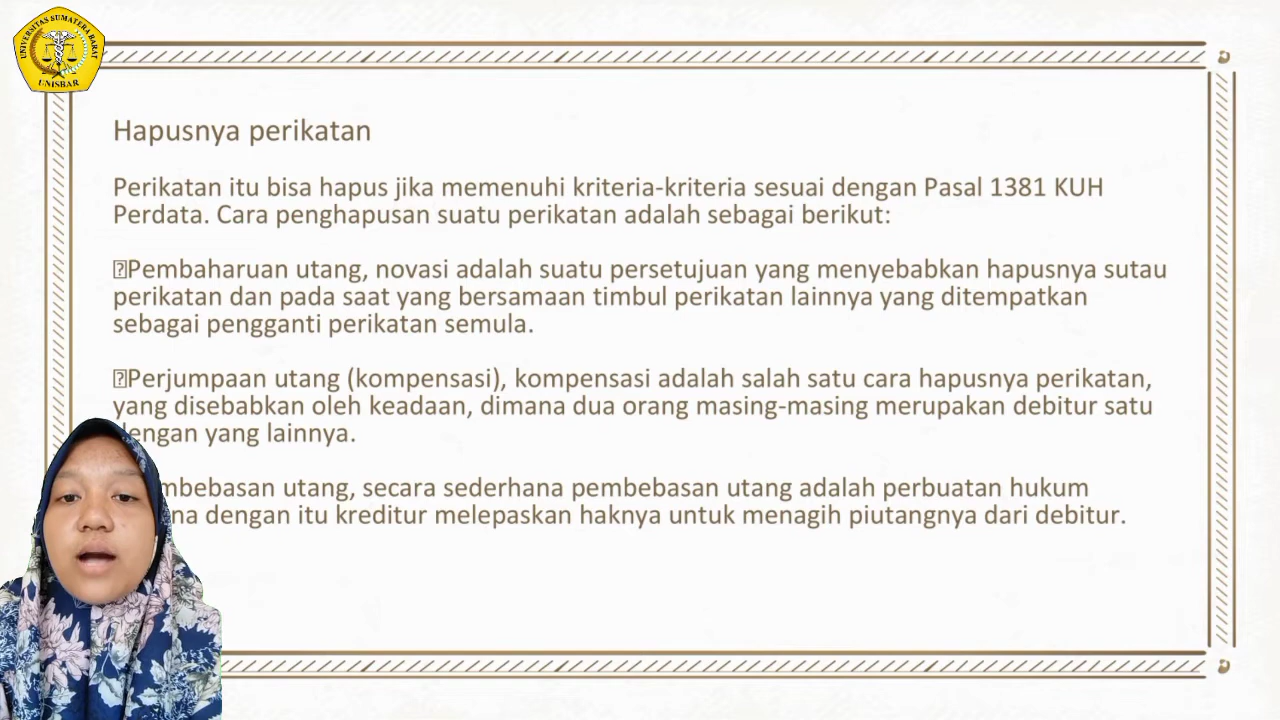 UNIVERSITAS SUMATERA BARAT
UNISBAR
Hapusnya perikatan
Perikatan itu bisa hapus jika memenuhi kriteria-kriteria sesuai dengan Pasal 1381 KUH
Perdata. Cara penghapusan suatu perikatan adalah sebagai berikut:
Pembaharuan utang, novasi adalah suatu persetujuan yang menyebabkan hapusnya sutau
perikatan dan pada saat yang bersamaan timbul perikatan lainnya yang ditempatkan
sebagai pengganti perikatan semula.
Perjumpaan utang (kompensasi), kompensasi adalah salah satu cara hapusnya perikatan,
yang disebabkan oleh keadaan, dimana dua orang masing-masing merupakan debitur satu
dengan yang lainnya.
utang, secara sederhana pembebasan utang adalah perbuatan hukum
dengan itu kreditur melepaskan haknya untuk menagih piutangnya dari debitur.